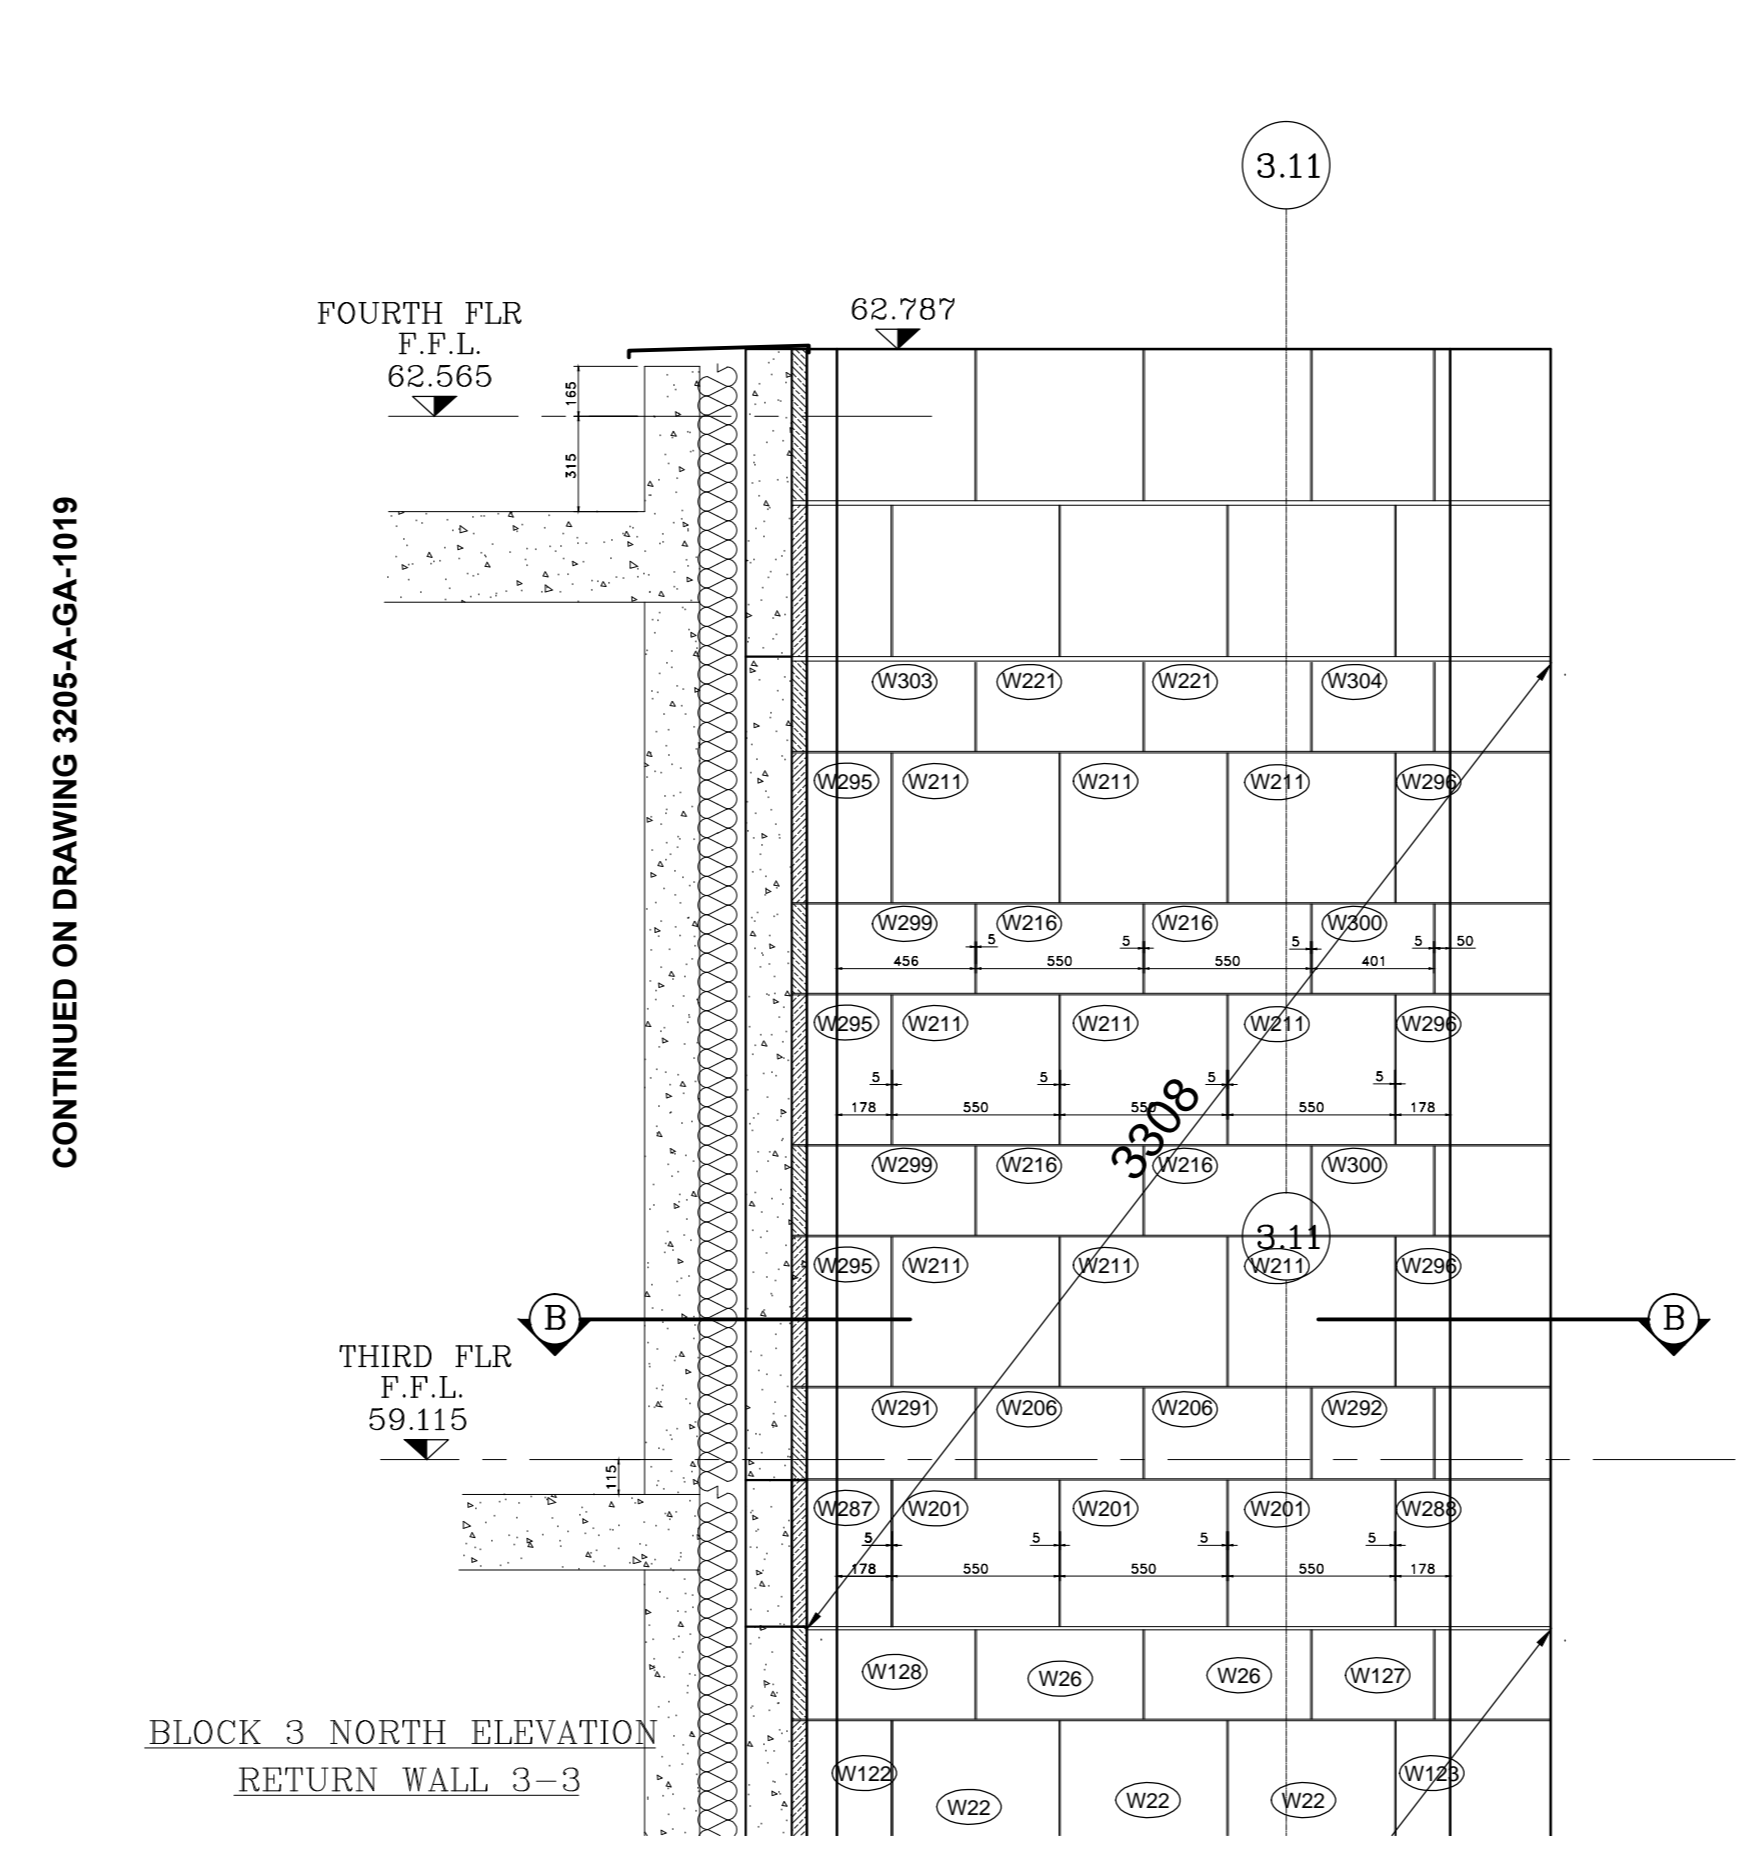 3.11
FOURTH FLR
F.F.L.
62.565
62.787
165
315
CONTINUED ON DRAWING 3205-A-GA-1019
W303 W221 W221 W304
W295 W211 W211 W211 W296
W299 W216 W216 W300
5 5 5 5 50
456 550 550 401
W295 W211 W211 W211 W296
5 5 5 5
178 550 550 550 178
3308
W299 W216 W216 W300
3.11
W295 W211 W211 W211 W296
B B
THIRD FLR
F.F.L.
59.115
W291 W206 W206 W292
115
W287 W201 W201 W201 W288
5 5 5 5
178 550 550 550 178
W128 W26 W26 W127
BLOCK 3 NORTH ELEVATION
RETURN WALL 3-3
W122 W22 W22 W22 W123